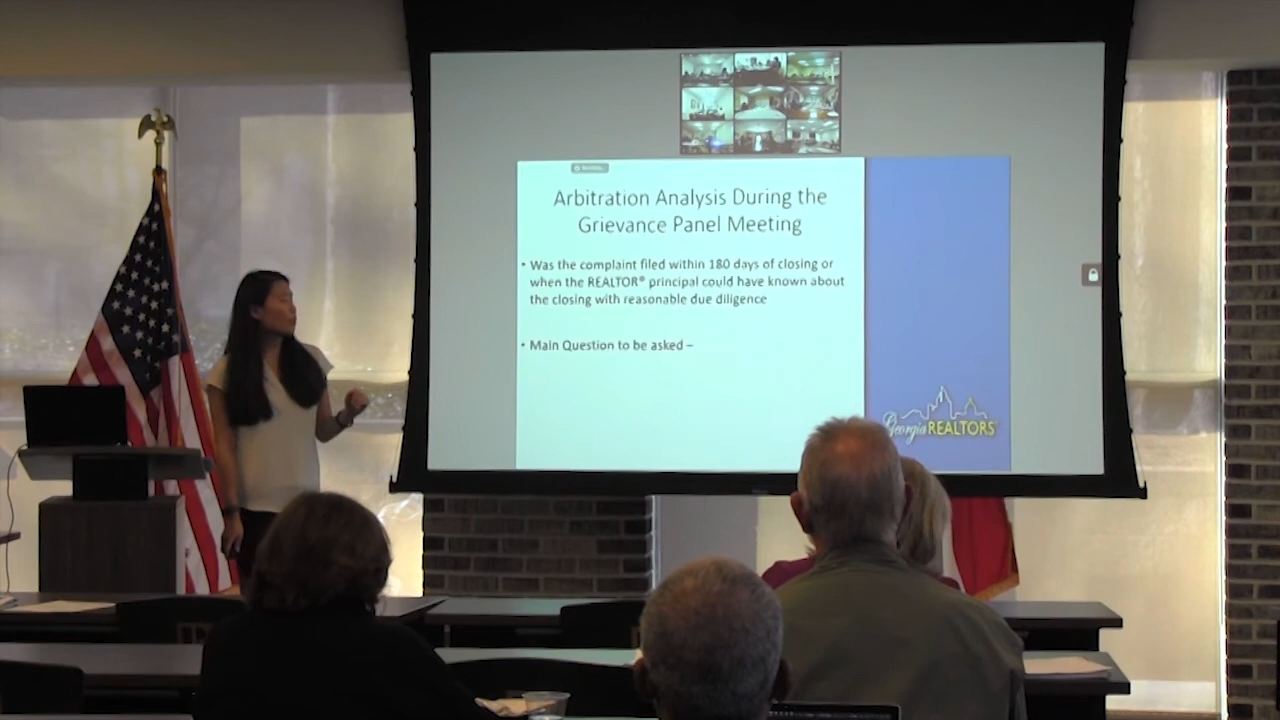 Arbitration Analysis During the
Grievance Panel Meeting
• Was the complaint filed within 180 days of closing or
when the REALTOR® principal could have known about
the closing with reasonable due diligence
• Main Question to be asked –
Georgia REALTORS®